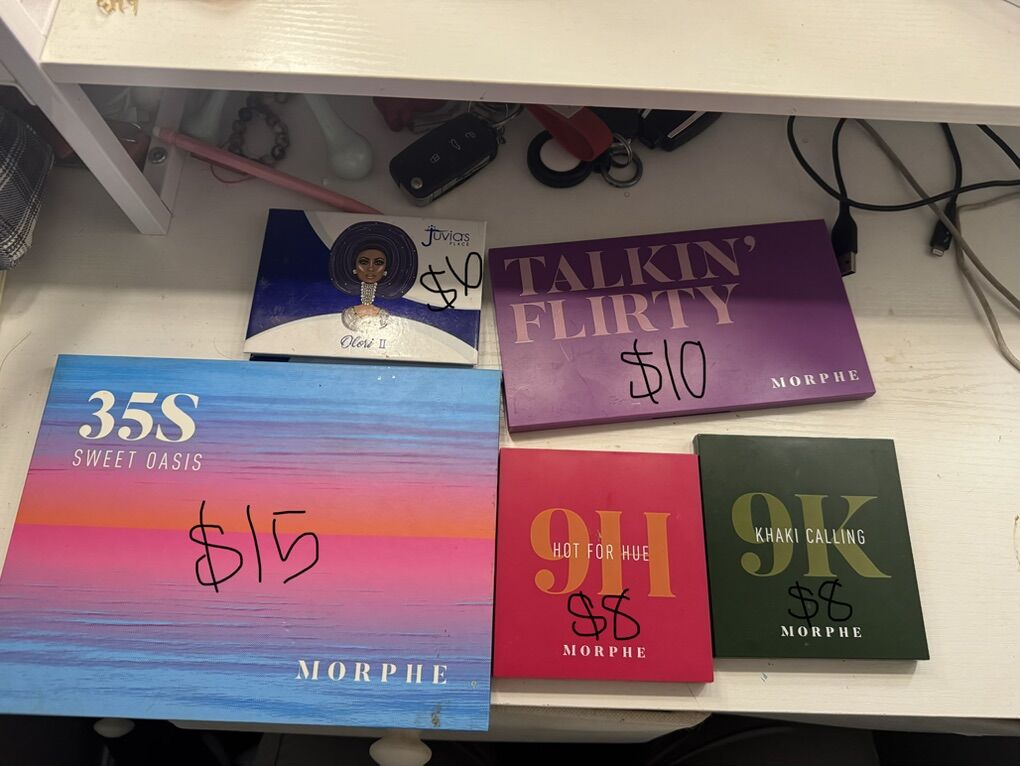 Juvia's
PLACE
$6
Olori II
TALKIN'
FLIRTY
$10
MORPHE
35S
SWEET OASIS
$15
MORPHE
9H
HOT FOR HUE
$8
MORPHE
9K
KHAKI CALLING
$8
MORPHE